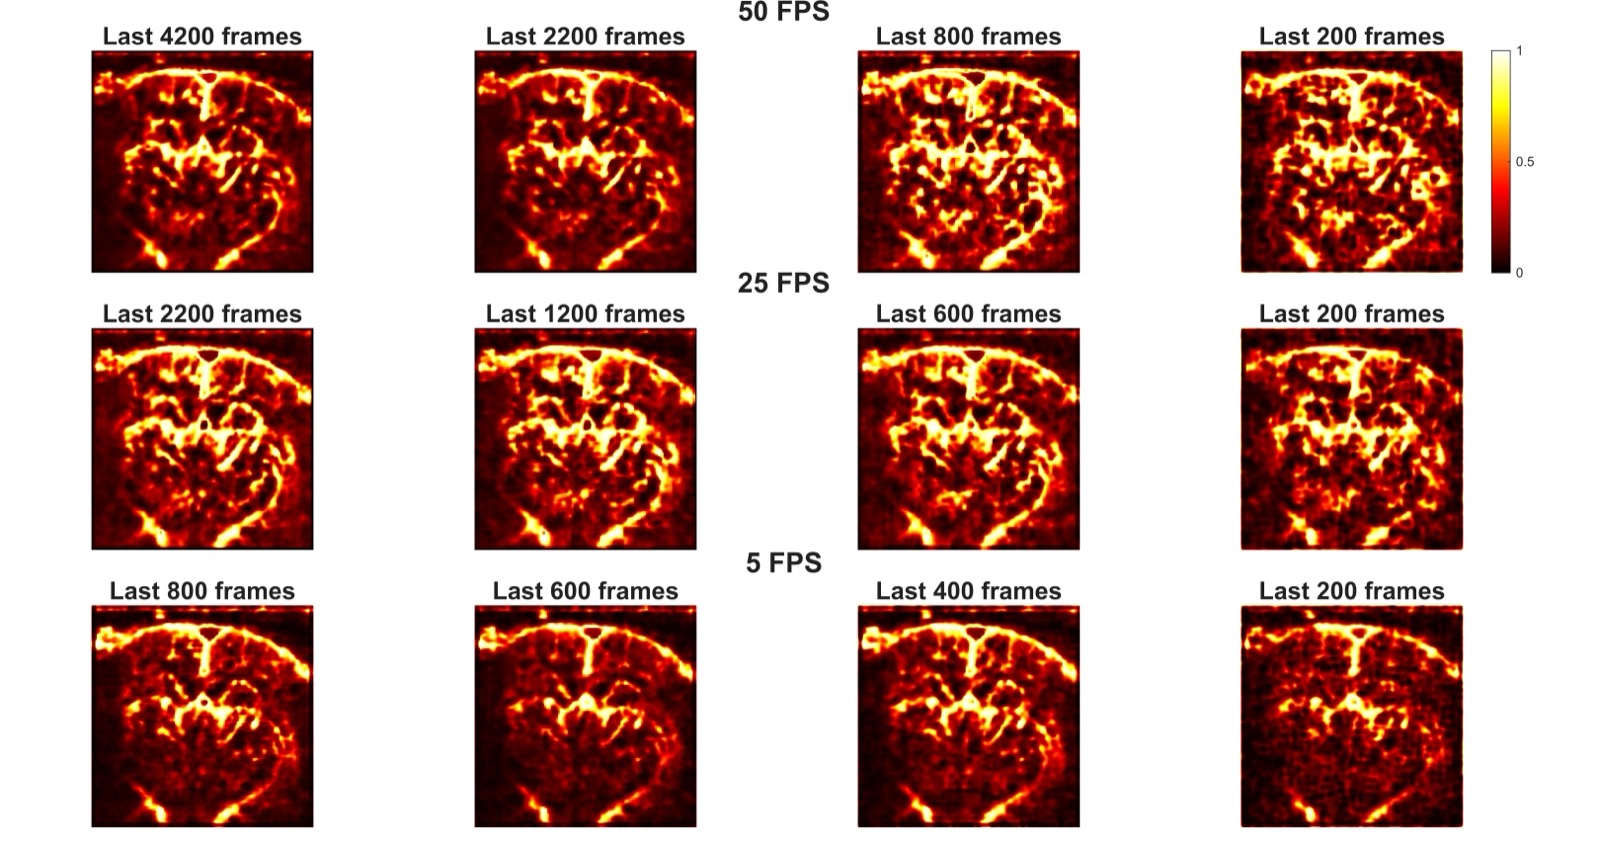 50 FPS
Last 4200 frames
Last 2200 frames
Last 800 frames
Last 200 frames
1
0.5
0
25 FPS
Last 2200 frames
Last 1200 frames
Last 600 frames
Last 200 frames
5 FPS
Last 800 frames
Last 600 frames
Last 400 frames
Last 200 frames